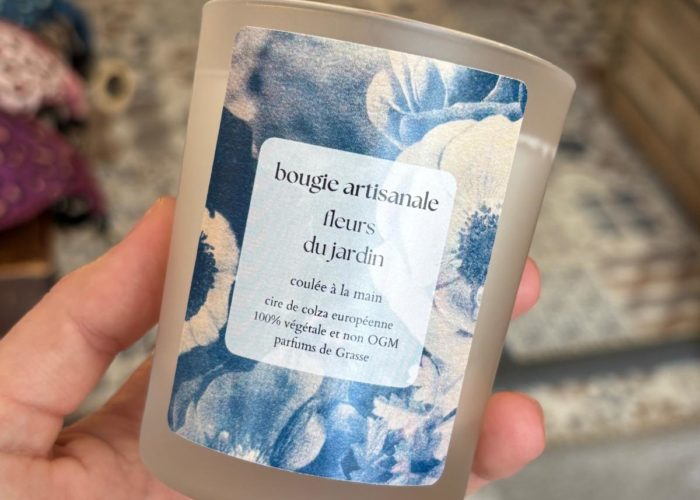 bougie artisanale
fleurs
du jardin
coulée à la main
cire de colza européenne
100% végétale et non OGM
parfums de Grasse